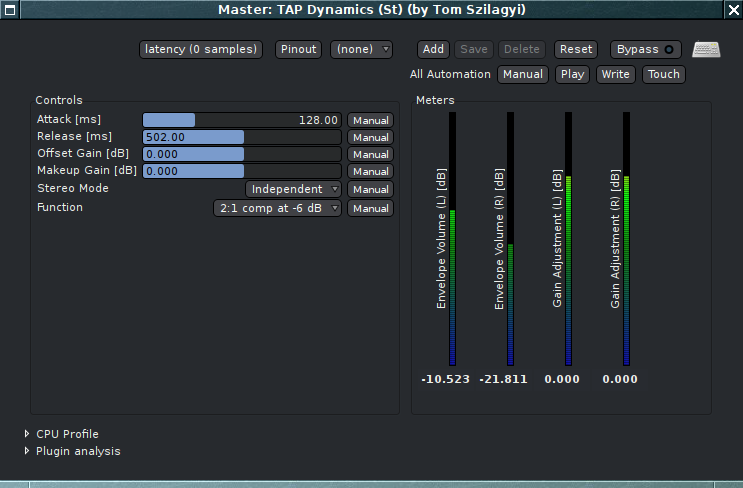 Master: TAP Dynamics (St) (by Tom Szilagyi)
latency (0 samples) Pinout (none) Add Save Delete Reset Bypass
All Automation Manual Play Write Touch
Controls
Attack [ms] 128.00 Manual
Release [ms] 502.00 Manual
Offset Gain [dB] 0.000 Manual
Makeup Gain [dB] 0.000 Manual
Stereo Mode Independent Manual
Function 2:1 comp at -6 dB Manual
Meters
Envelope Volume (L) [dB]
Envelope Volume (R) [dB]
Gain Adjustment (L) [dB]
Gain Adjustment (R) [dB]
-10.523 -21.811 0.000 0.000
CPU Profile
Plugin analysis